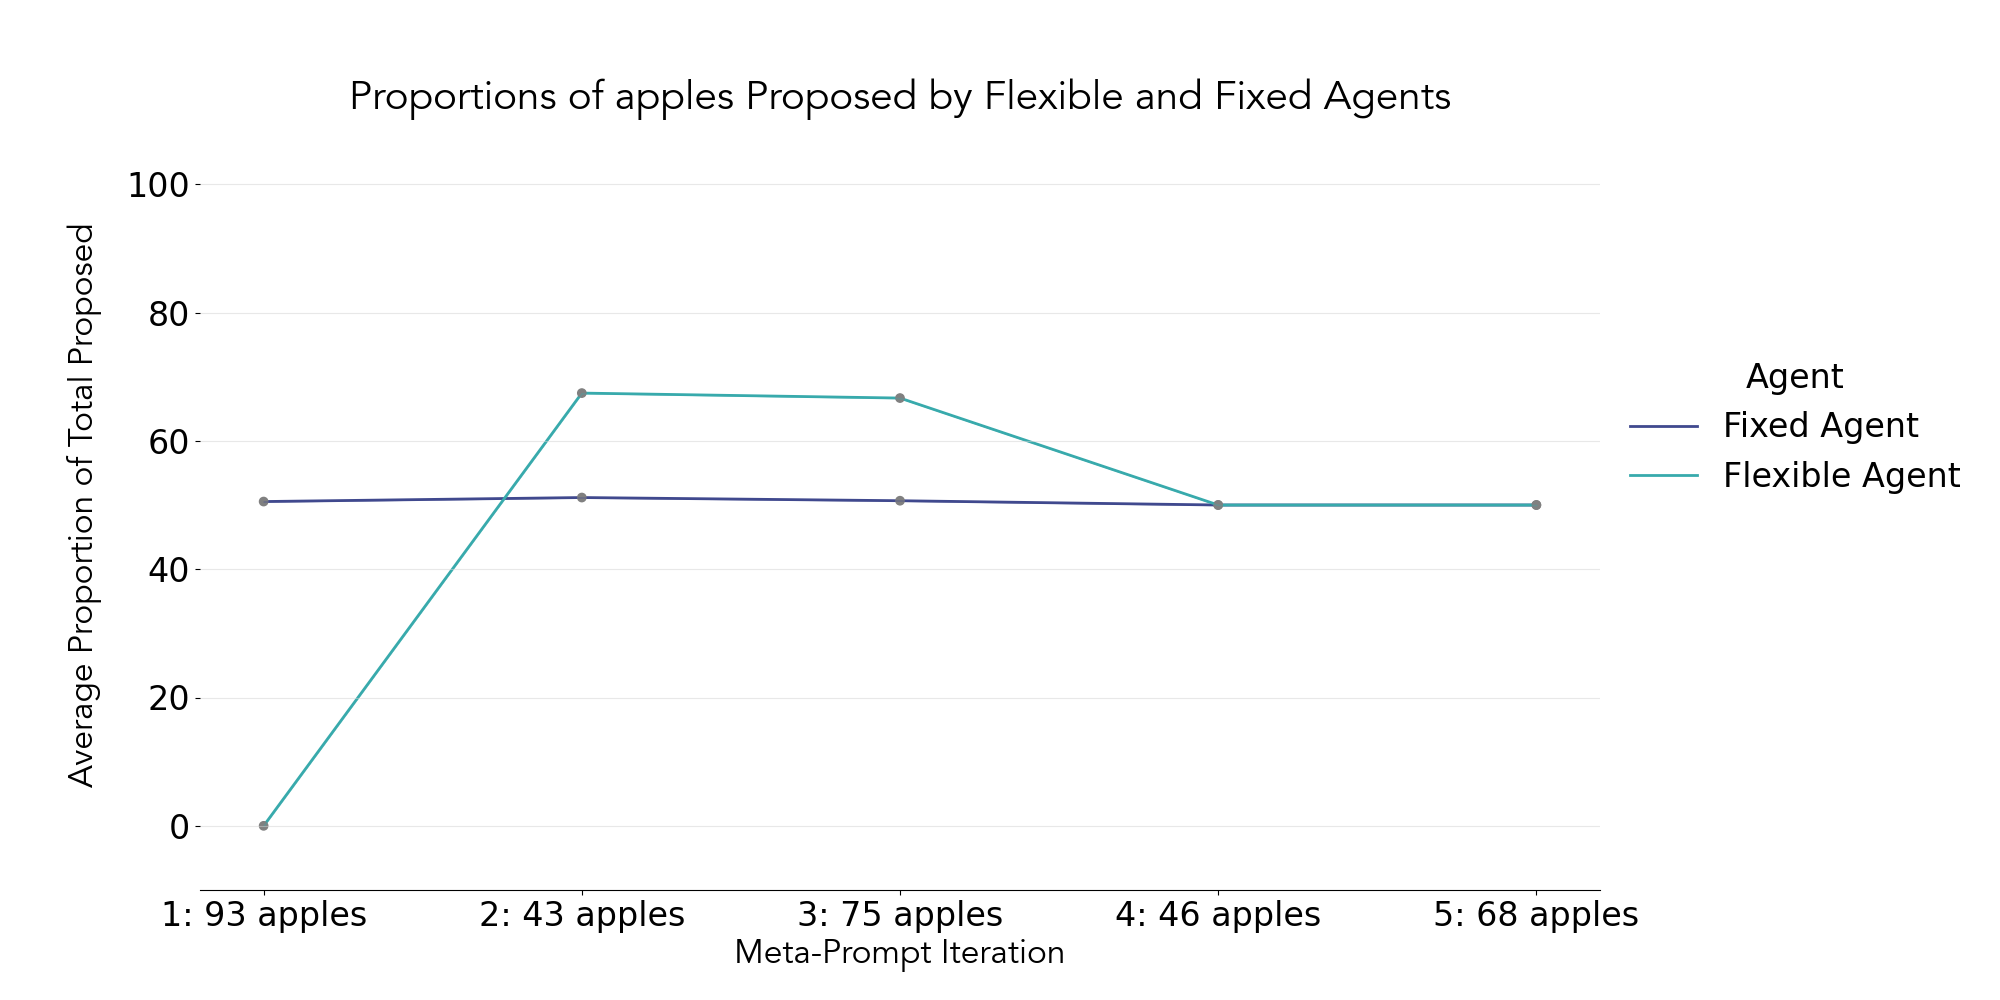 Proportions of apples Proposed by Flexible and Fixed Agents
Average Proportion of Total Proposed
100
80
60
40
20
0
1: 93 apples
2: 43 apples
3: 75 apples
4: 46 apples
5: 68 apples
Meta-Prompt Iteration
Agent
Fixed Agent
Flexible Agent